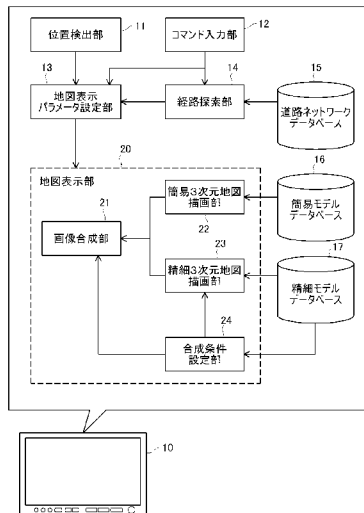 11
位置検出部
12
コマンド入力部
13
地図表示
パラメータ設定部
14
経路探索部
15
道路ネットワーク
データベース
20
地図表示部
16
簡易モデル
データベース
21
画像合成部
簡易3次元地図
描画部
22
23
精細3次元地図
描画部
17
精細モデル
データベース
24
合成条件
設定部
10